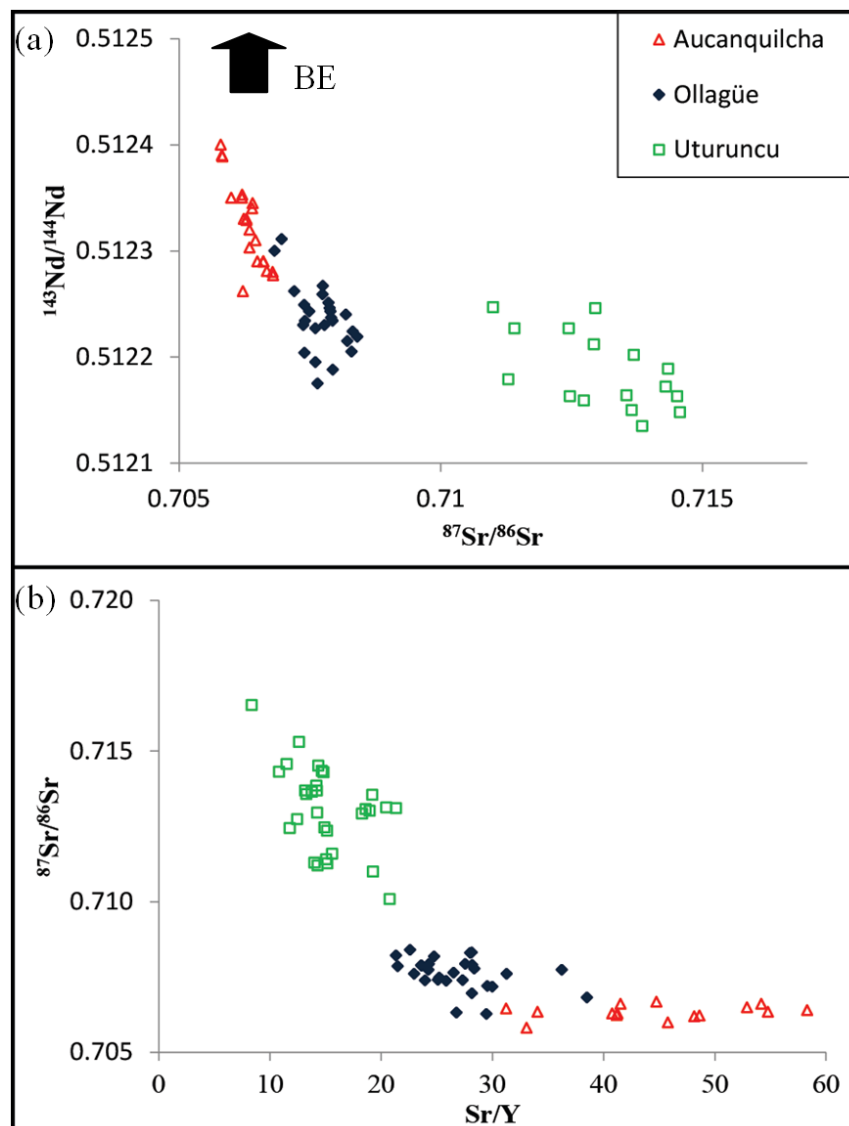 (a)
BE
Aucanquilcha
Ollagüe
Uturuncu
0.5125
0.5124
0.5123
0.5122
0.5121
¹⁴³Nd/¹⁴⁴Nd
0.705
0.71
0.715
⁸⁷Sr/⁸⁶Sr
(b)
0.720
0.715
0.710
0.705
⁸⁷Sr/⁸⁶Sr
0
10
20
30
40
50
60
Sr/Y